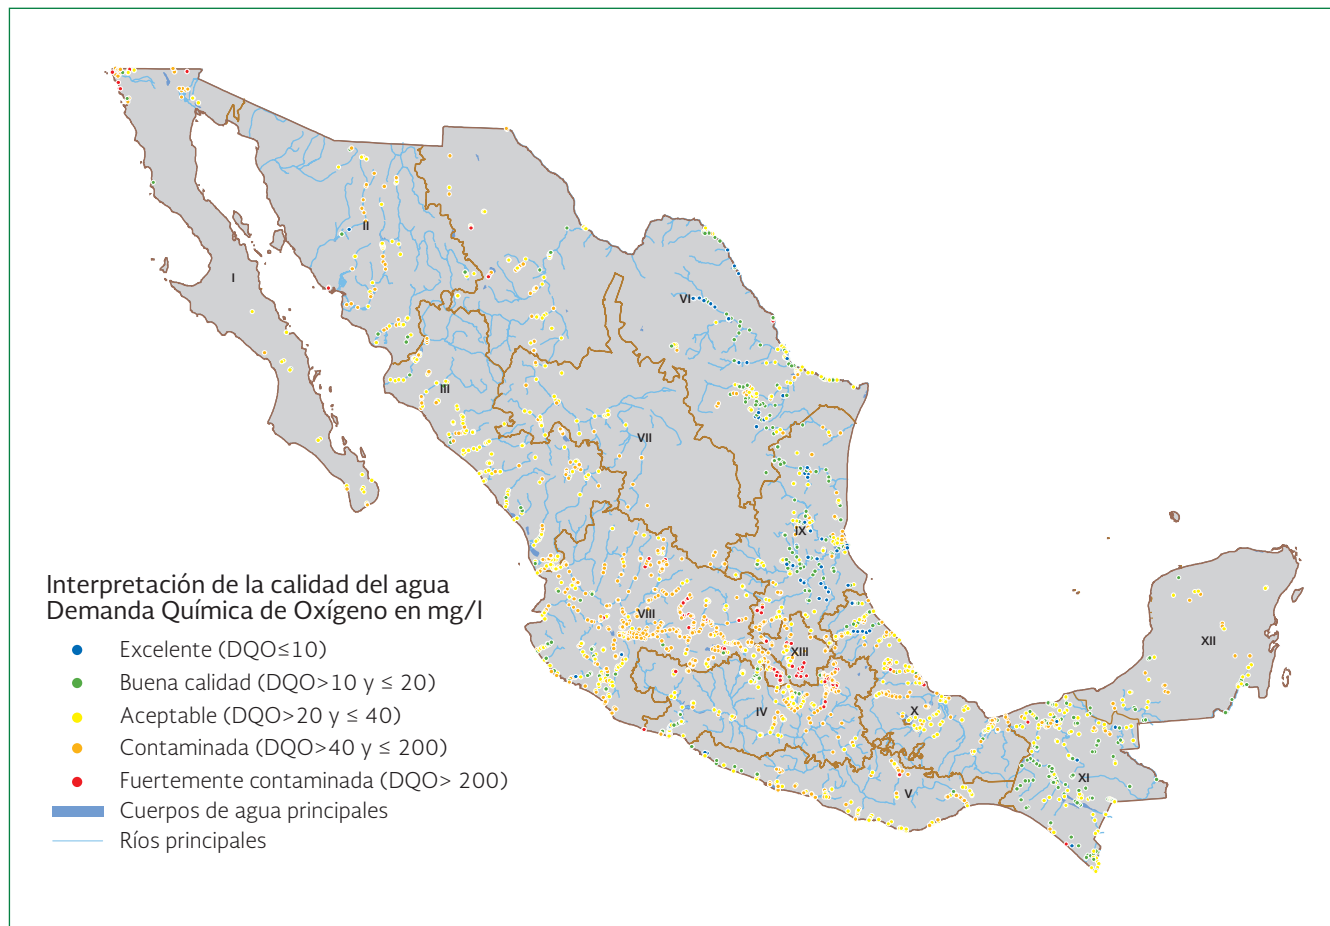 I
II
III
VI
VII
IX
VIII
XIII
IV
X
V
XI
XII
Interpretación de la calidad del agua
Demanda Química de Oxígeno en mg/l
Excelente (DQO≤10)
Buena calidad (DQO>10 y ≤ 20)
Aceptable (DQO>20 y ≤ 40)
Contaminada (DQO>40 y ≤ 200)
Fuertemente contaminada (DQO> 200)
Cuerpos de agua principales
Ríos principales